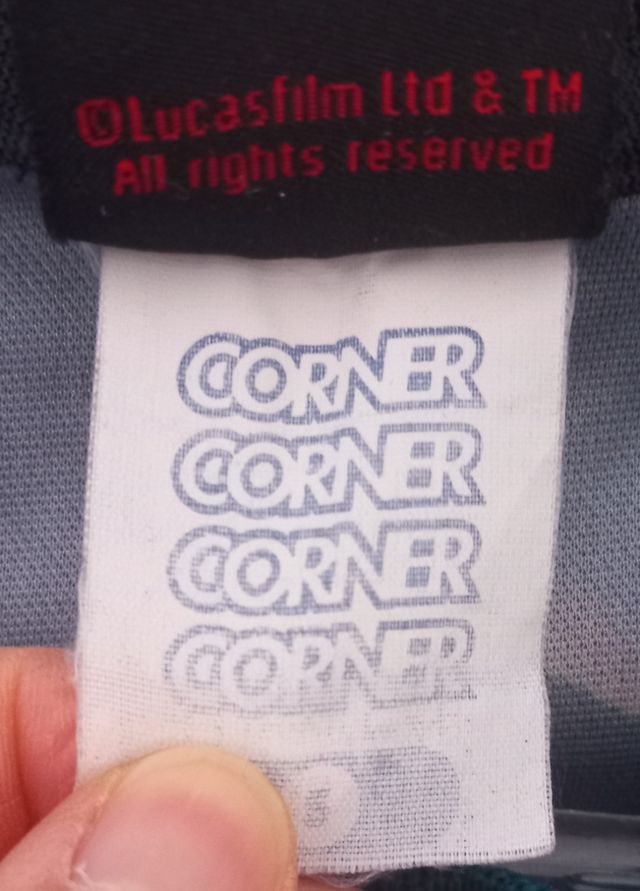 ©Lucasfilm Ltd & TM
All rights reserved
CORNER
CORNER
CORNER
CORNER